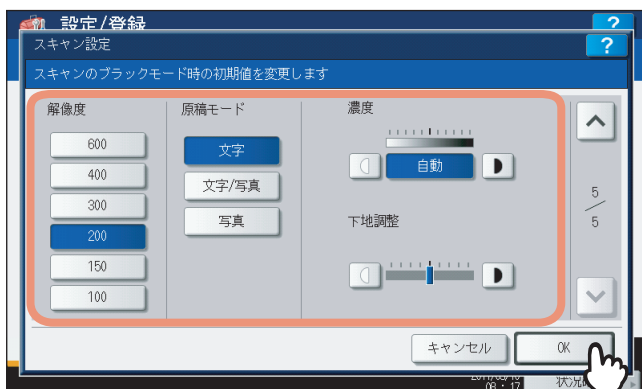 設定/登録
?
スキャン設定
?
スキャンのブラックモード時の初期値を変更します
解像度
600
400
300
200
150
100
原稿モード
文字
文字/写真
写真
濃度
自動
下地調整
5
5
キャンセル
OK
08:17
状況